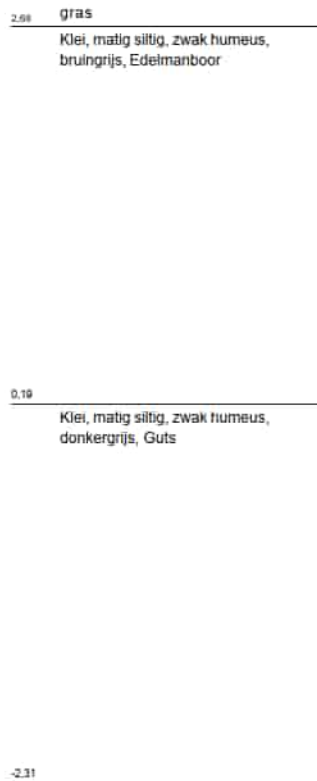 2,69 gras
Klei, matig siltig, zwak humeus,
bruingrijs, Edelmanboor
0,19
Klei, matig siltig, zwak humeus,
donkergrijs, Guts
-2,31